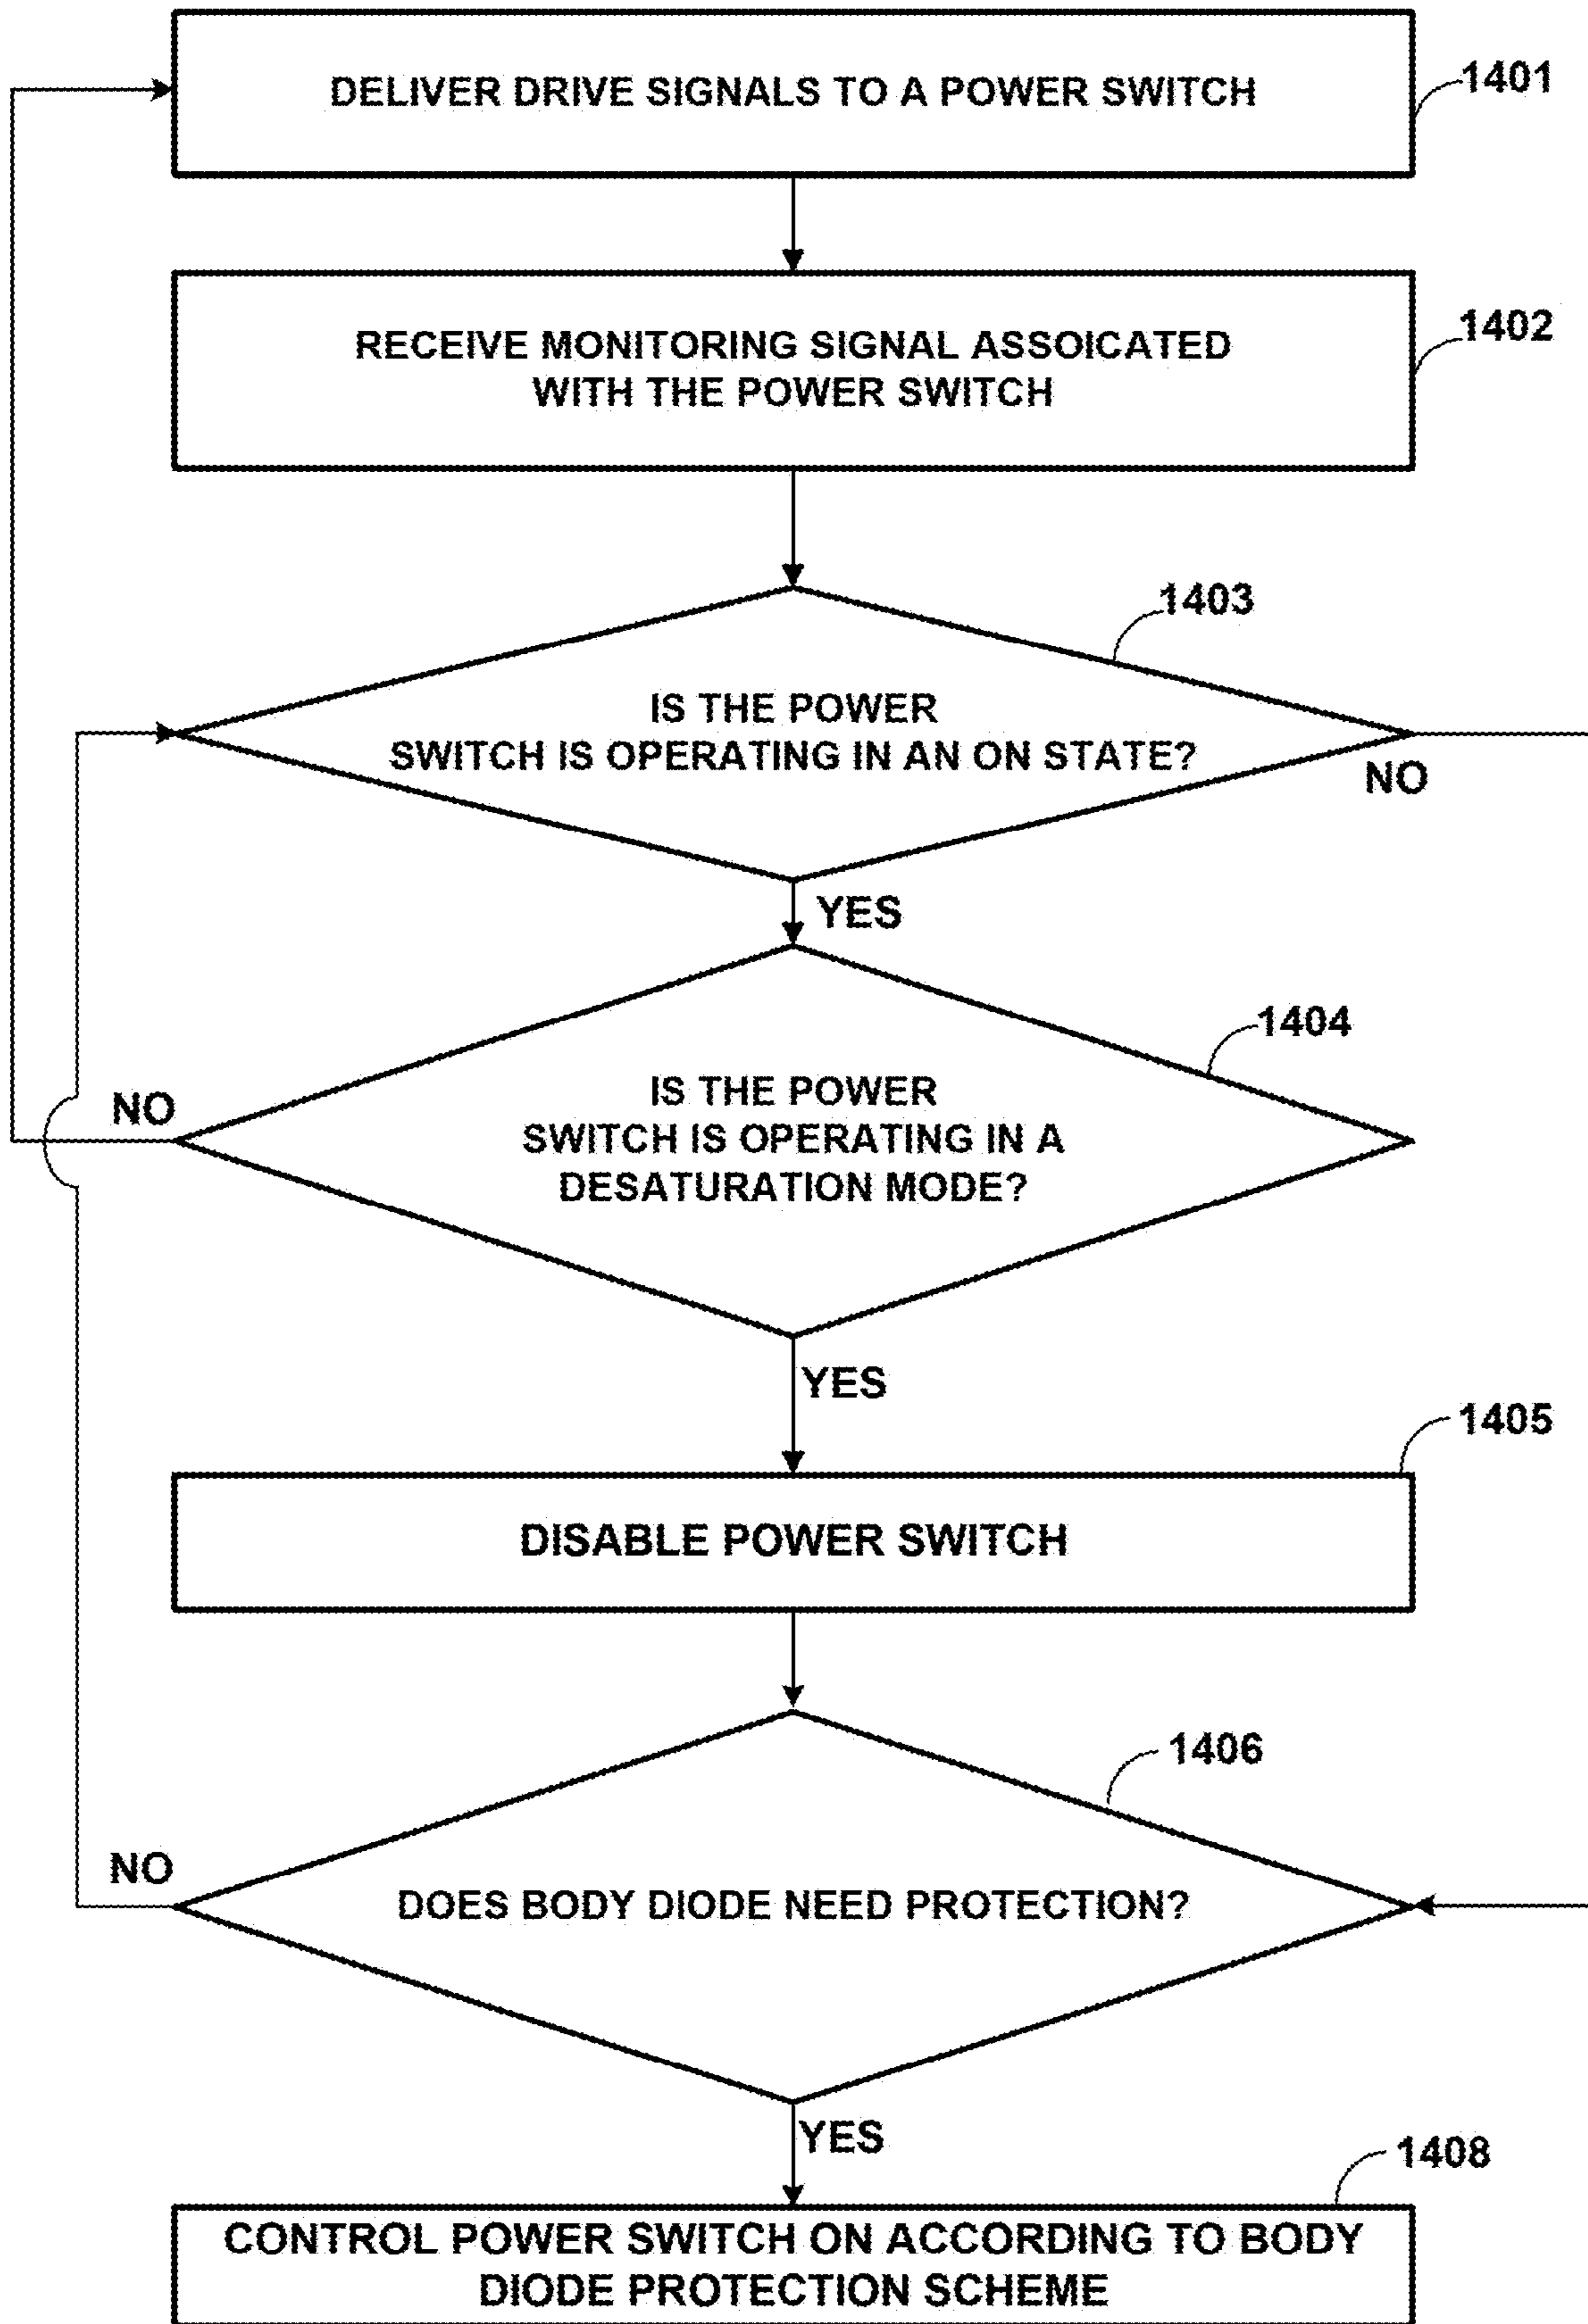 DELIVER DRIVE SIGNALS TO A POWER SWITCH
1401
RECEIVE MONITORING SIGNAL ASSOICATED
WITH THE POWER SWITCH
1402
1403
IS THE POWER
SWITCH IS OPERATING IN AN ON STATE?
NO
YES
1404
IS THE POWER
SWITCH IS OPERATING IN A
DESATURATION MODE?
NO
YES
1405
DISABLE POWER SWITCH
1406
NO
DOES BODY DIODE NEED PROTECTION?
YES
1408
CONTROL POWER SWITCH ON ACCORDING TO BODY
DIODE PROTECTION SCHEME